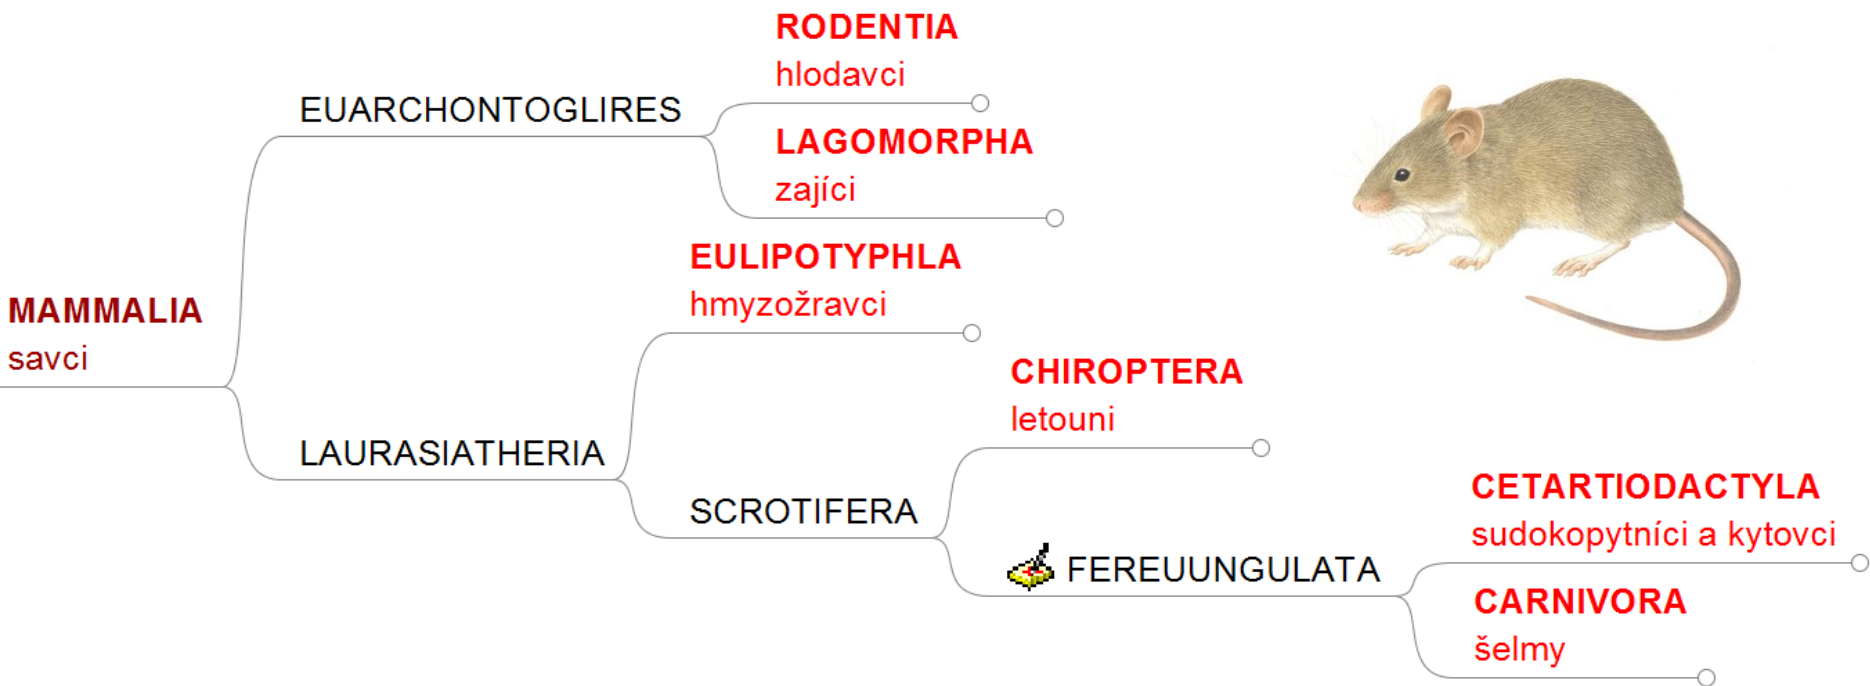 RODENTIA
hlodavci
EUARCHONTOGLIRES
LAGOMORPHA
zajíci
EULIPOTYPHLA
hmyzožravci
MAMMALIA
savci
CHIROPTERA
letouni
LAURASIATHERIA
SCROTIFERA
CETARTIODACTYLA
sudokopytníci a kytovci
FEREUUNGULATA
CARNIVORA
šelmy